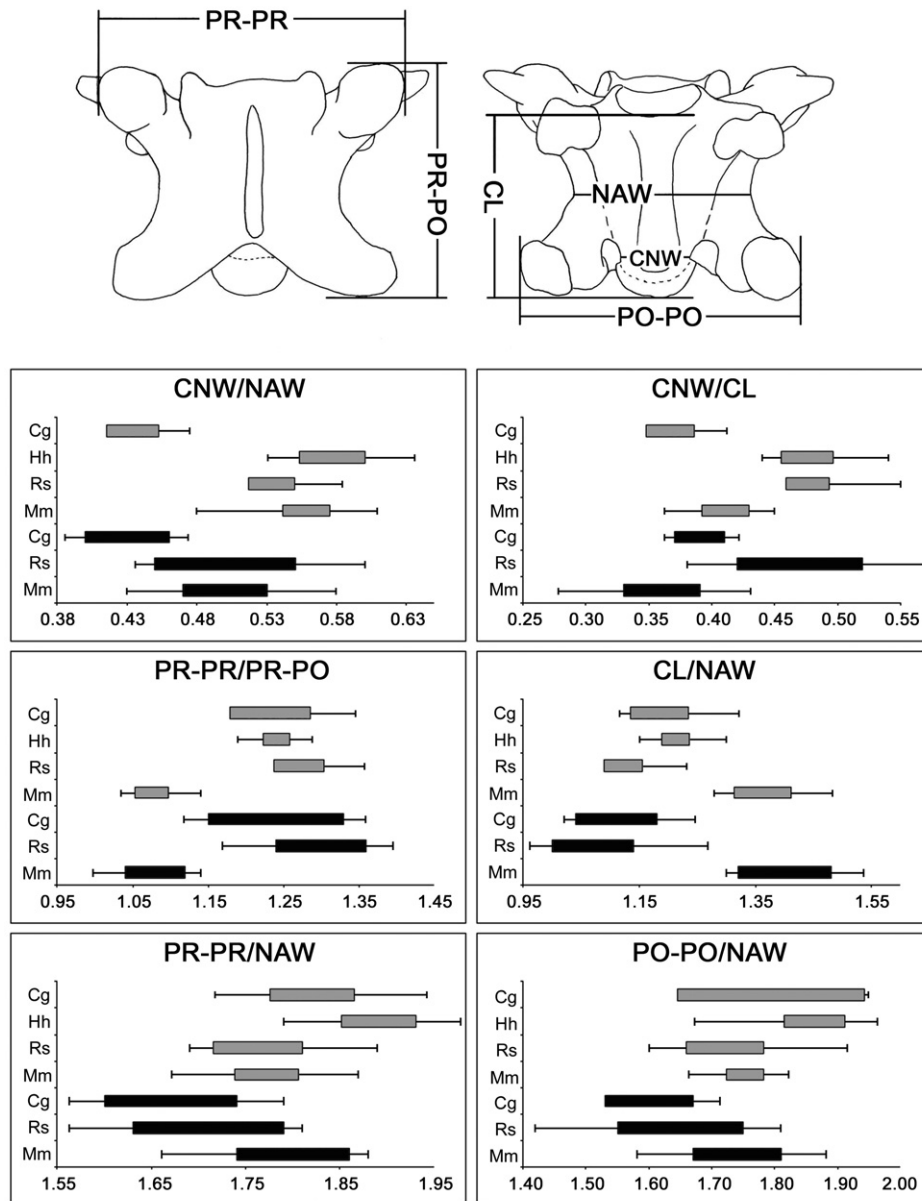 PR-PR
PR-PO
CL
NAW
CNW
PO-PO
CNW/NAW
Cg
Hh
Rs
Mm
Cg
Rs
Mm
0.38 0.43 0.48 0.53 0.58 0.63
CNW/CL
Cg
Hh
Rs
Mm
Cg
Rs
Mm
0.25 0.30 0.35 0.40 0.45 0.50 0.55
PR-PR/PR-PO
Cg
Hh
Rs
Mm
Cg
Rs
Mm
0.95 1.05 1.15 1.25 1.35 1.45
CL/NAW
Cg
Hh
Rs
Mm
Cg
Rs
Mm
0.95 1.15 1.35 1.55
PR-PR/NAW
Cg
Hh
Rs
Mm
Cg
Rs
Mm
1.55 1.65 1.75 1.85 1.95
PO-PO/NAW
Cg
Hh
Rs
Mm
Cg
Rs
Mm
1.40 1.50 1.60 1.70 1.80 1.90 2.00